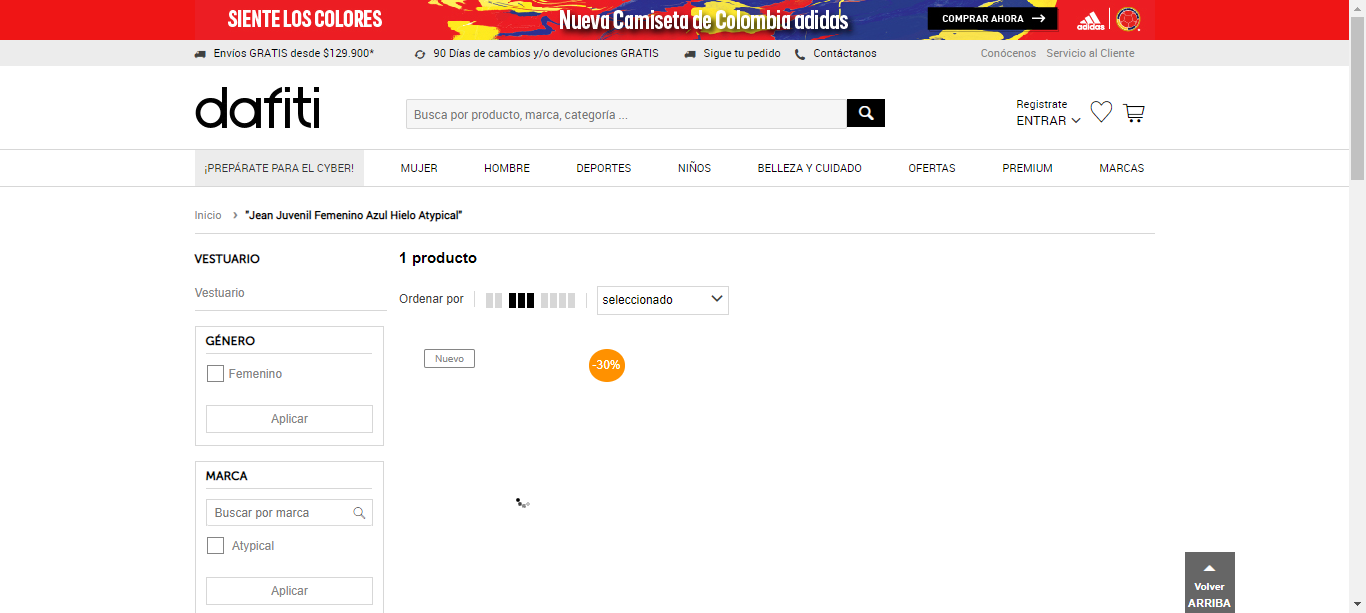 SIENTE LOS COLORES
Nueva Camiseta de Colombia adidas
COMPRAR AHORA
adidas
Envíos GRATIS desde $129.900*
90 Días de cambios y/o devoluciones GRATIS
Sigue tu pedido
Contáctanos
Conócenos
Servicio al Cliente
dafiti
Busca por producto, marca, categoría ...
Registrate
ENTRAR
¡PREPÁRATE PARA EL CYBER!
MUJER
HOMBRE
DEPORTES
NIÑOS
BELLEZA Y CUIDADO
OFERTAS
PREMIUM
MARCAS
Inicio
"Jean Juvenil Femenino Azul Hielo Atypical"
VESTUARIO
Vestuario
GÉNERO
Femenino
Aplicar
MARCA
Buscar por marca
Atypical
Aplicar
1 producto
Ordenar por
seleccionado
Nuevo
-30%
Volver
ARRIBA